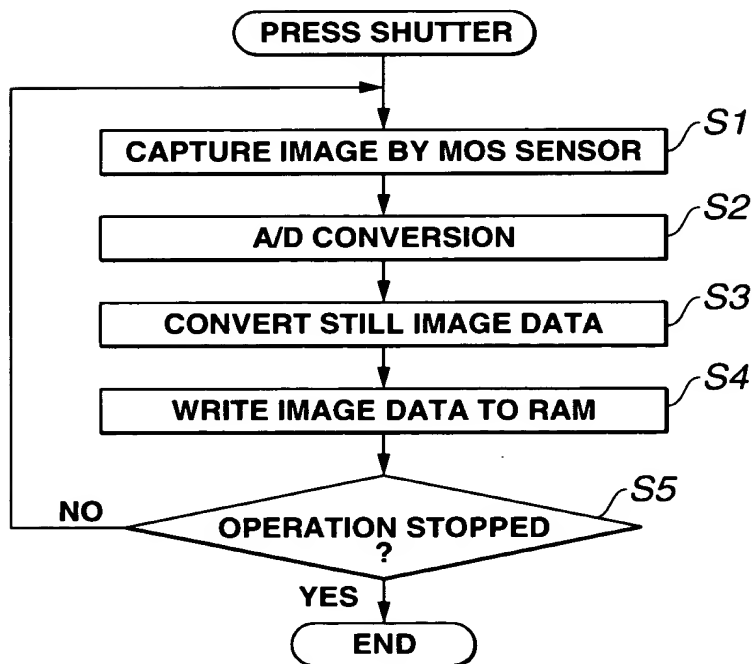 PRESS SHUTTER
S1
CAPTURE IMAGE BY MOS SENSOR
S2
A/D CONVERSION
S3
CONVERT STILL IMAGE DATA
S4
WRITE IMAGE DATA TO RAM
S5
NO
OPERATION STOPPED
?
YES
END